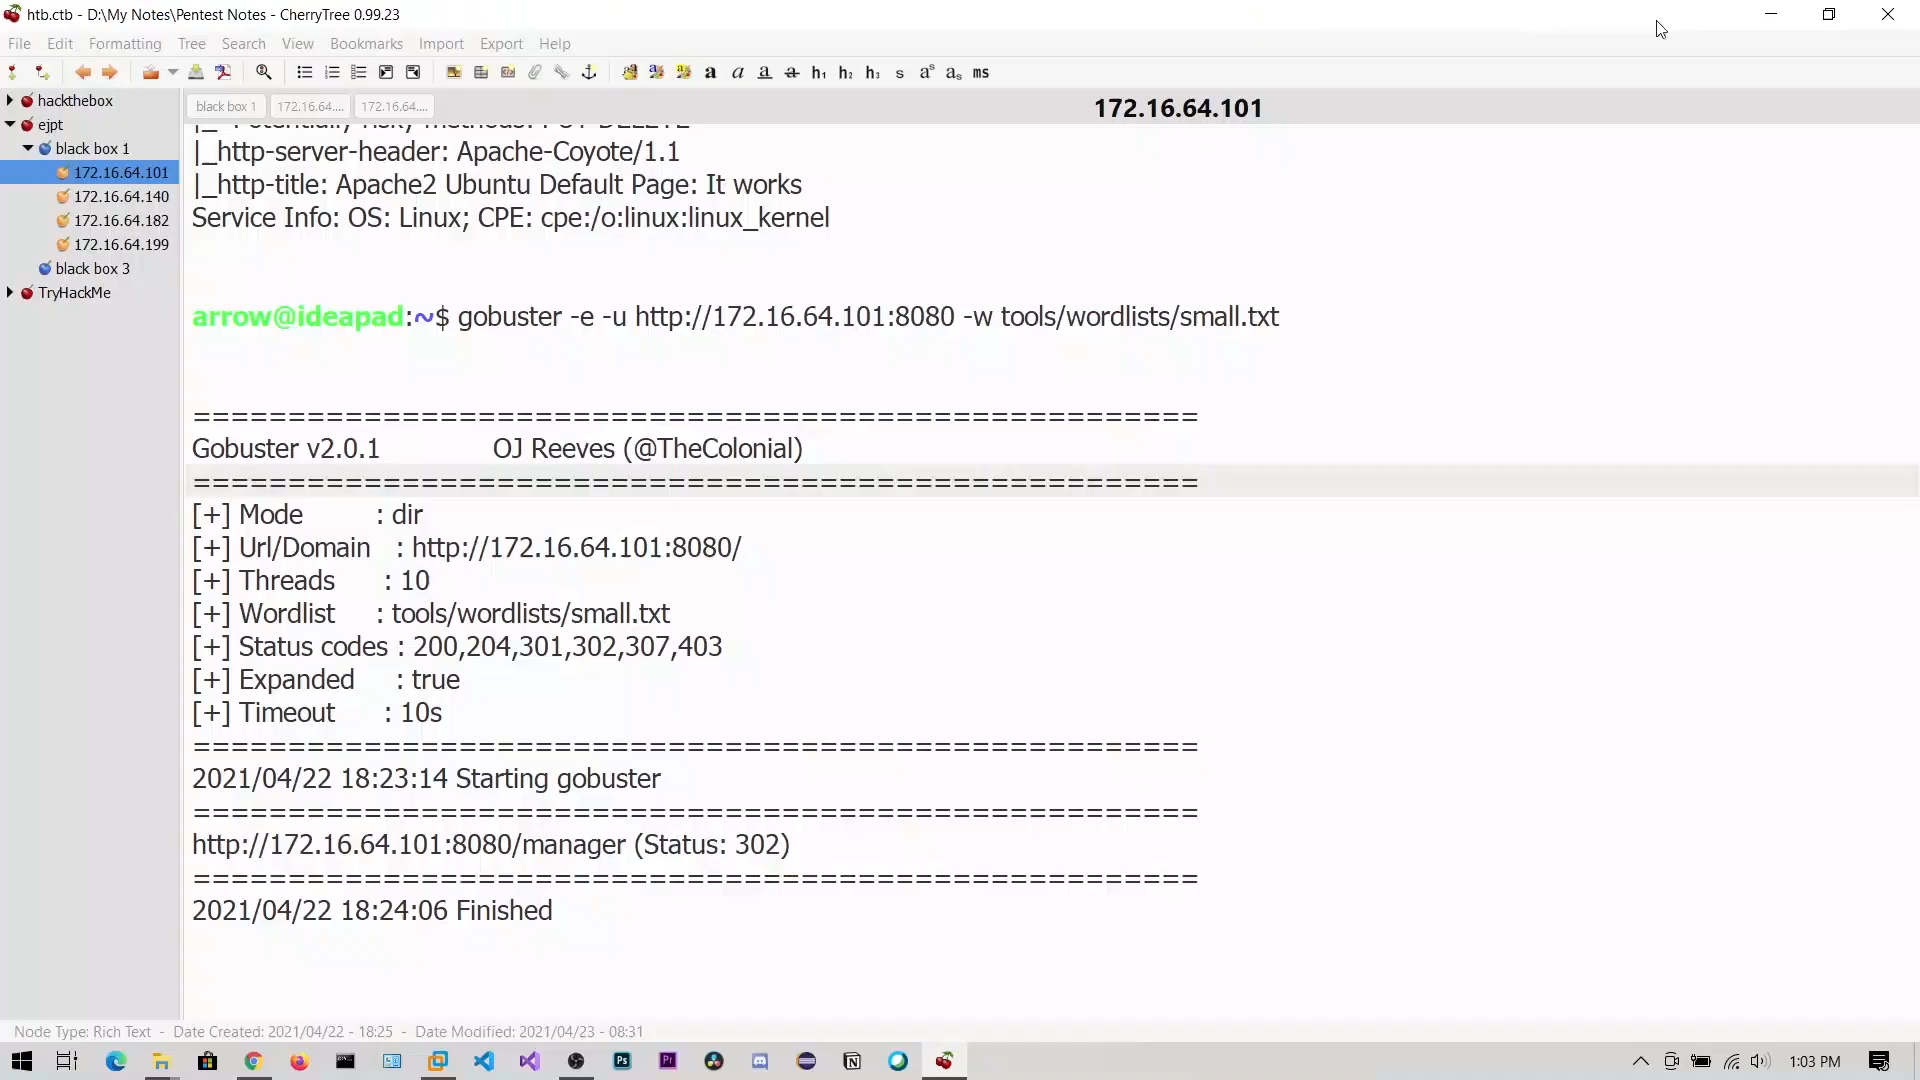 htb.ctb - D:\My Notes\Pentest Notes - CherryTree 0.99.23
File Edit Formatting Tree Search View Bookmarks Import Export Help
a a a a h1 h2 h3 s as as ms
hackthebox
ejpt
black box 1
172.16.64.101
172.16.64.140
172.16.64.182
172.16.64.199
black box 3
TryHackMe
black box 1 172.16.64.... 172.16.64....
172.16.64.101
|_http-server-header: Apache-Coyote/1.1
|_http-title: Apache2 Ubuntu Default Page: It works
Service Info: OS: Linux; CPE: cpe:/o:linux:linux_kernel
arrow@ideapad:~$ gobuster -e -u http://172.16.64.101:8080 -w tools/wordlists/small.txt
=====================================================
Gobuster v2.0.1 OJ Reeves (@TheColonial)
=====================================================
[+] Mode : dir
[+] Url/Domain : http://172.16.64.101:8080/
[+] Threads : 10
[+] Wordlist : tools/wordlists/small.txt
[+] Status codes : 200,204,301,302,307,403
[+] Expanded : true
[+] Timeout : 10s
=====================================================
2021/04/22 18:23:14 Starting gobuster
=====================================================
http://172.16.64.101:8080/manager (Status: 302)
=====================================================
2021/04/22 18:24:06 Finished
Node Type: Rich Text - Date Created: 2021/04/22 - 18:25 - Date Modified: 2021/04/23 - 08:31
1:03 PM